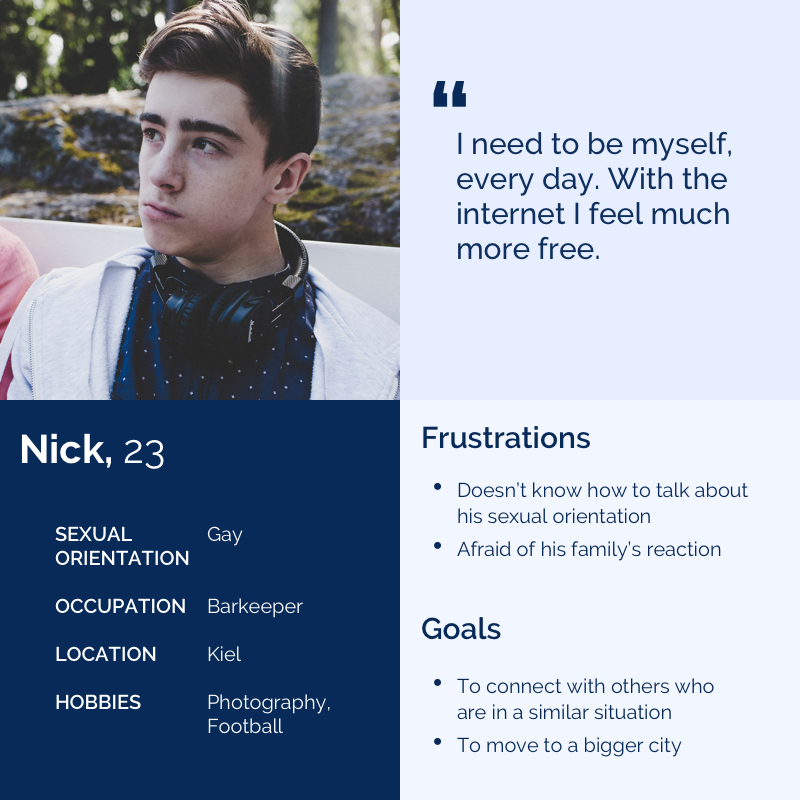 “
I need to be myself,
every day. With the
internet I feel much
more free.
Nick, 23
SEXUAL ORIENTATION Gay
OCCUPATION Barkeeper
LOCATION Kiel
HOBBIES Photography,
Football
Frustrations
• Doesn't know how to talk about
his sexual orientation
• Afraid of his family's reaction
Goals
• To connect with others who
are in a similar situation
• To move to a bigger city